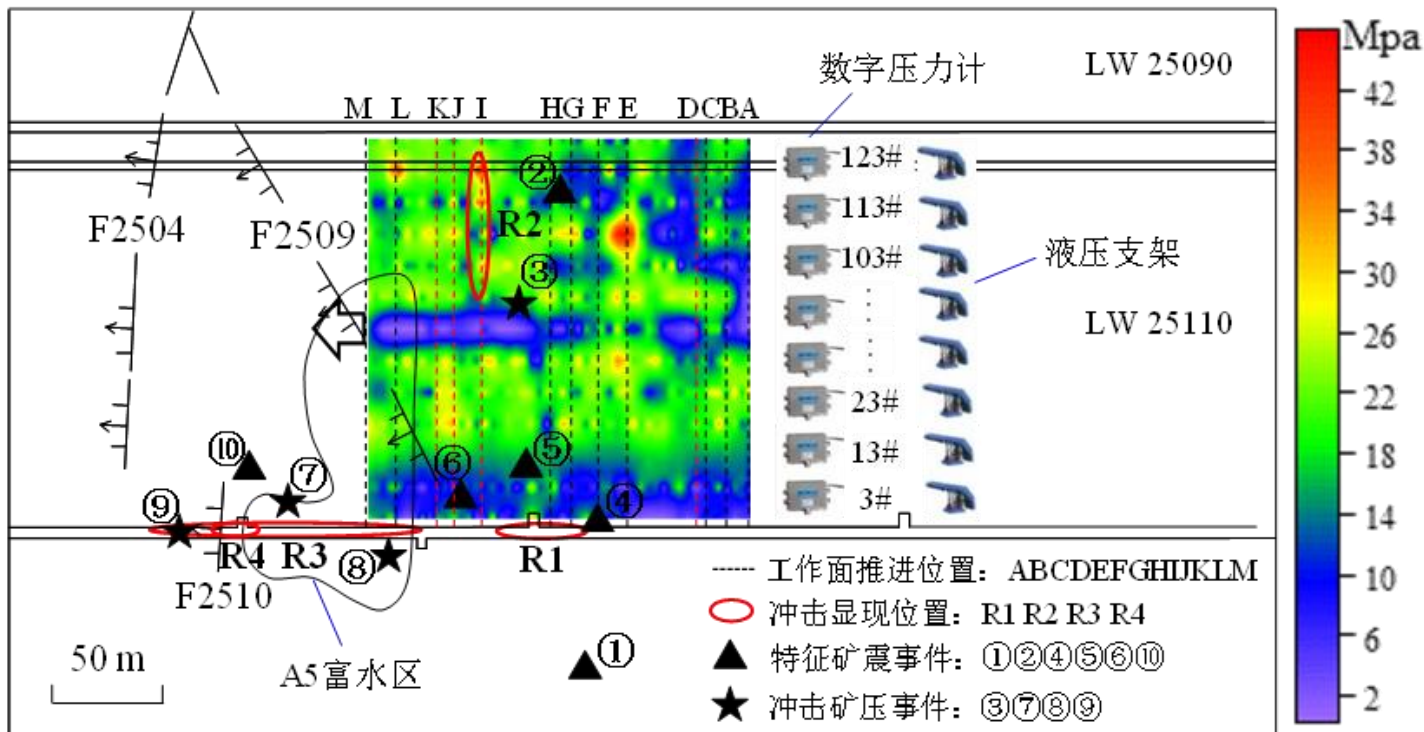 Mpa
数字压力计
LW 25090
42
M L KJ I HG F E DCBA
38
②
123#
34
F2504
F2509
R2
113#
30
③
103#
液压支架
26
⋮
LW 25110
22
⋮
18
23#
⑩
⑦
⑥
⑤
13#
14
⑨
④
3#
R4
R3
⑧
R1
10
F2510
工作面推进位置：ABCDEFGHIJKLM
冲击显现位置：R1 R2 R3 R4
50 m
A5富水区
①
特征矿震事件：①②④⑤⑥⑩
6
冲击矿压事件：③⑦⑧⑨
2